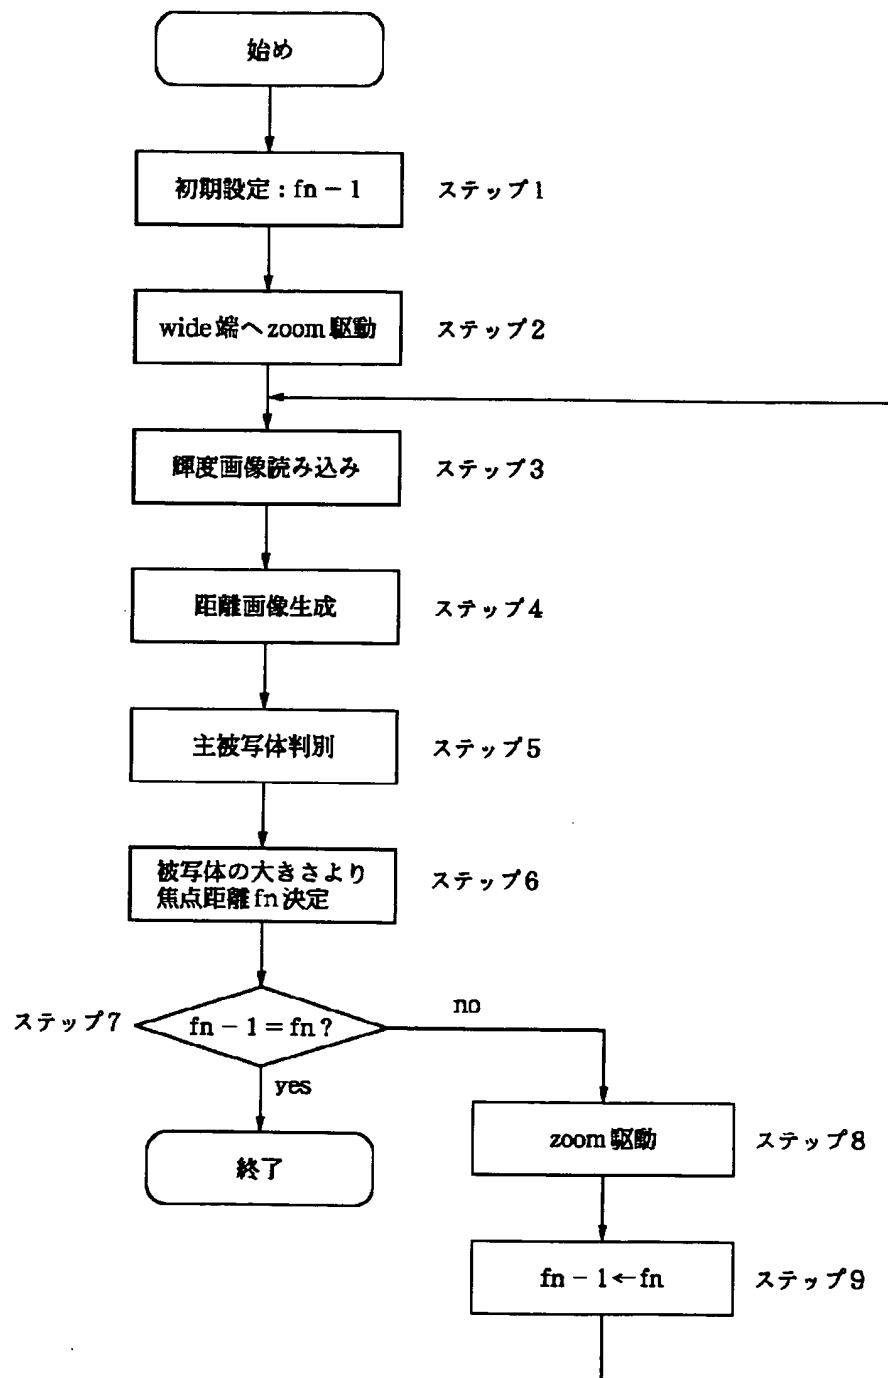 始め
初期設定：fn－1 ステップ1
wide端へzoom駆動 ステップ2
輝度画像読み込み ステップ3
距離画像生成 ステップ4
主被写体判別 ステップ5
被写体の大きさより
焦点距離fn決定 ステップ6
ステップ7 fn－1＝fn？
no
yes
zoom駆動 ステップ8
終了
fn－1←fn ステップ9